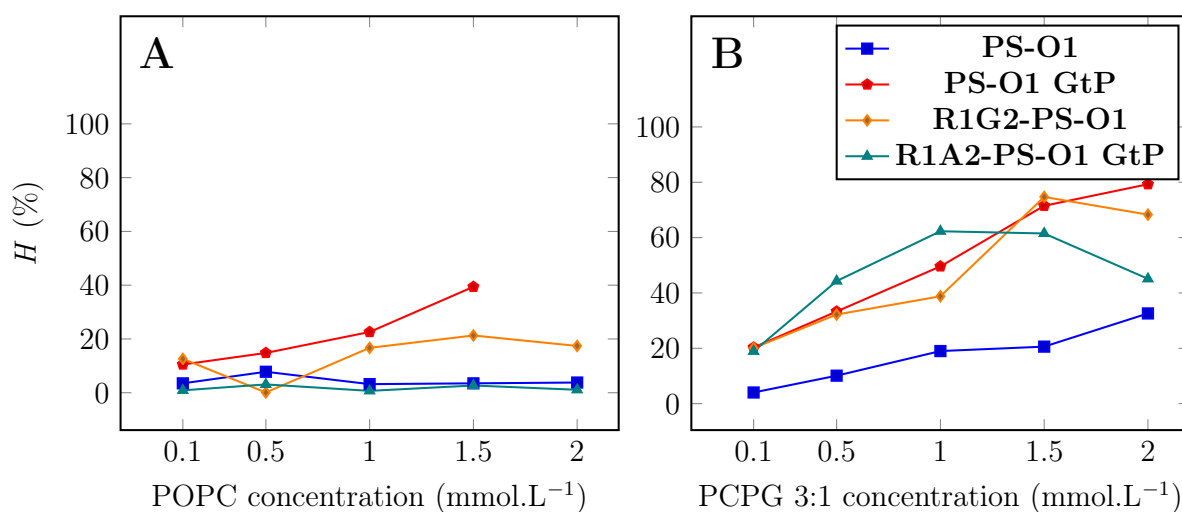 A
H (%)
100
80
60
40
20
0
0.1 0.5 1 1.5 2
POPC concentration (mmol.L⁻¹)
B
PS-O1
PS-O1 GtP
R1G2-PS-O1
R1A2-PS-O1 GtP
100
80
60
40
20
0
0.1 0.5 1 1.5 2
PCPG 3:1 concentration (mmol.L⁻¹)